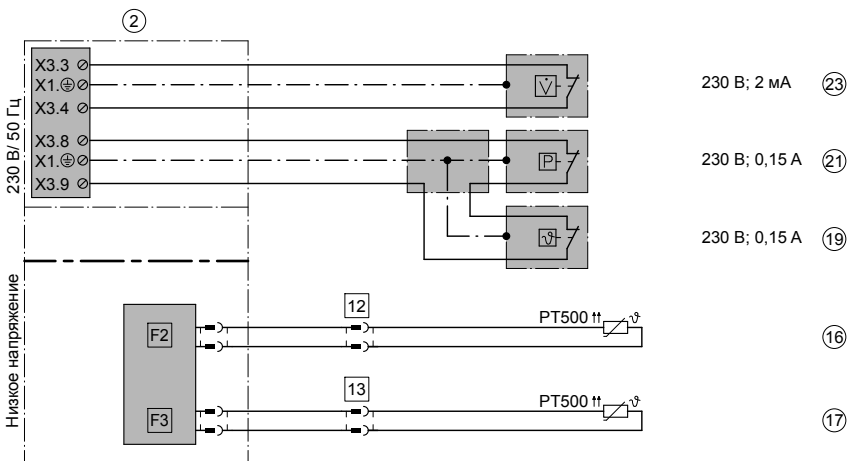 2
X3.3
X1.
X3.4
X3.8
X1.
X3.9
230 В/ 50 Гц
V̇
230 В; 2 мА 23
P
230 В; 0,15 А 21
ϑ
230 В; 0,15 А 19
Низкое напряжение
F2
12
PT500 ϑ
16
F3
13
PT500 ϑ
17